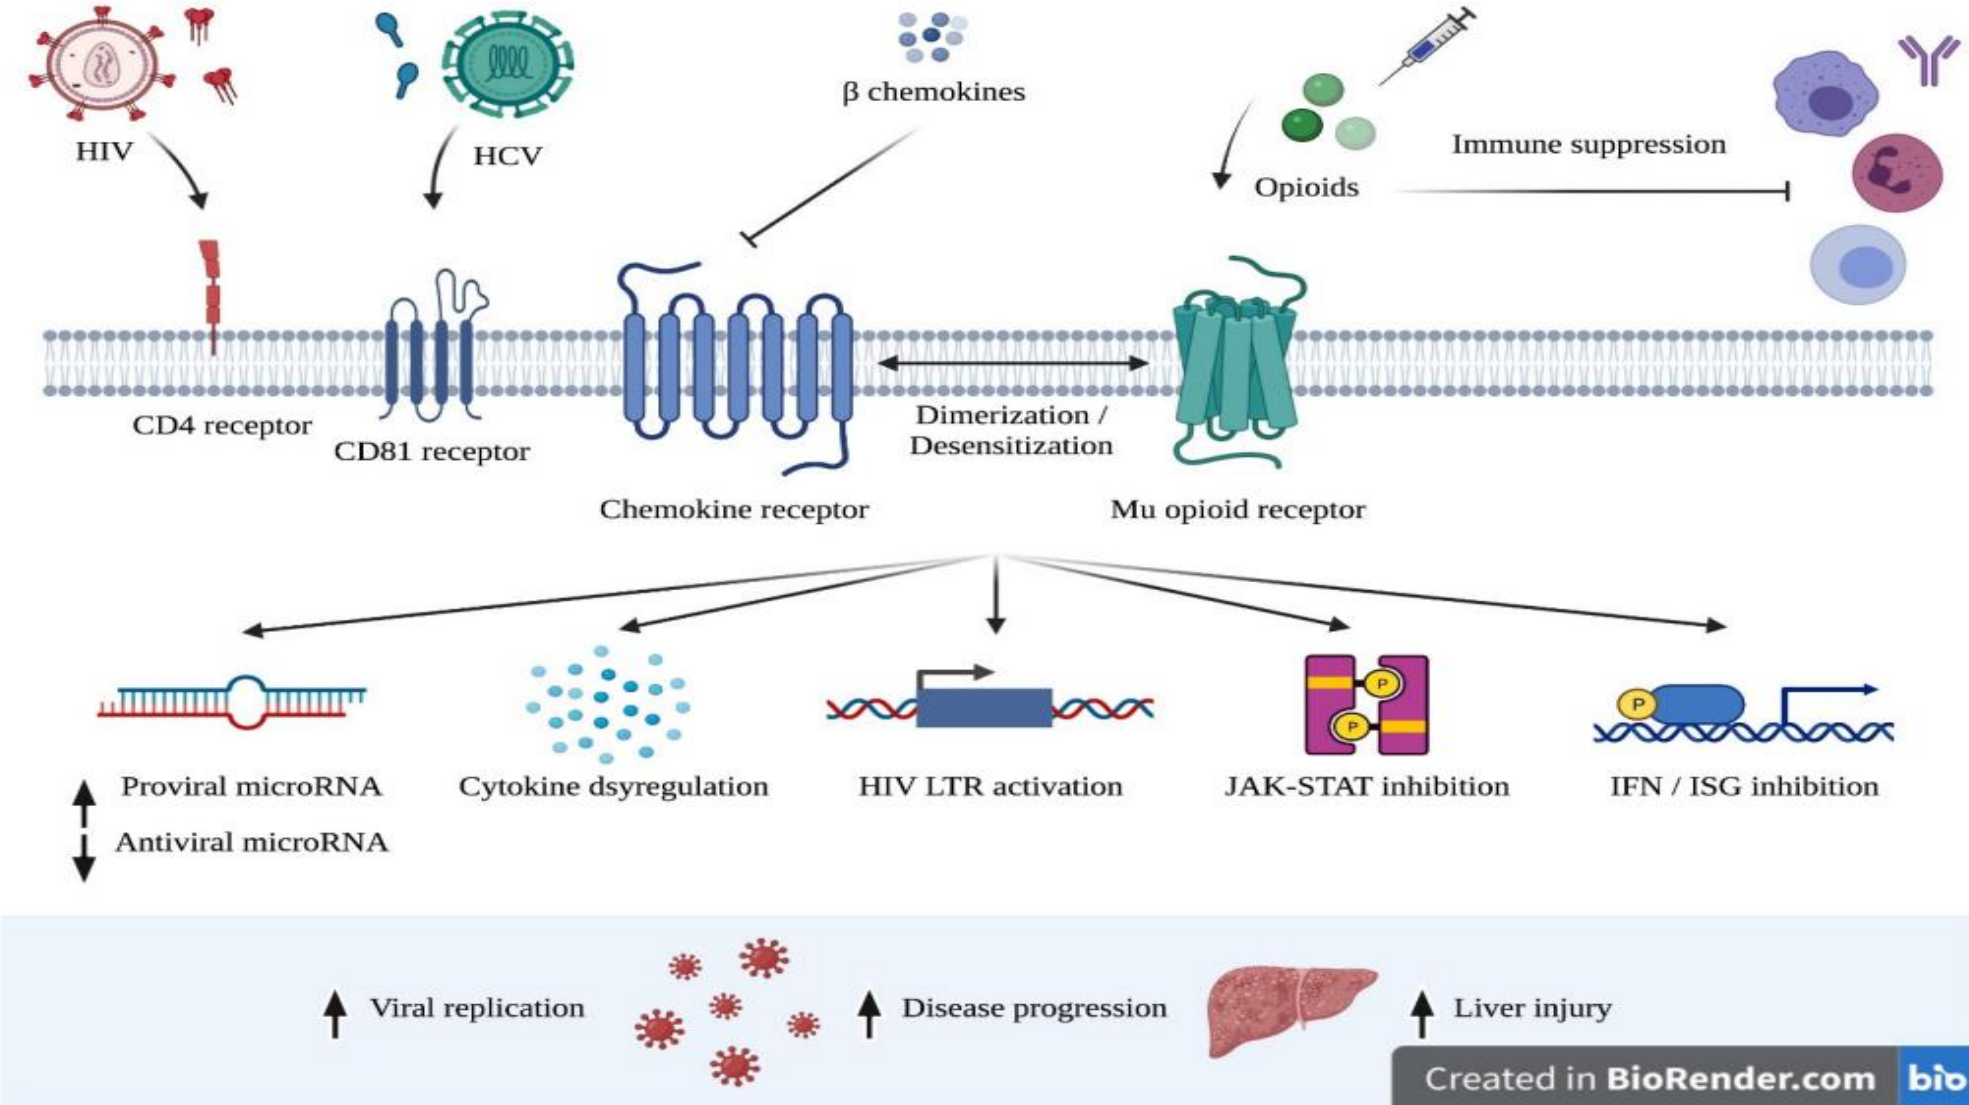 HIV
HCV
β chemokines
Opioids
Immune suppression
CD4 receptor
CD81 receptor
Dimerization /
Desensitization
Chemokine receptor
Mu opioid receptor
P
P
P
Proviral microRNA
Antiviral microRNA
Cytokine dsyregulation
HIV LTR activation
JAK-STAT inhibition
IFN / ISG inhibition
Viral replication
Disease progression
Liver injury
Created in BioRender.com bio